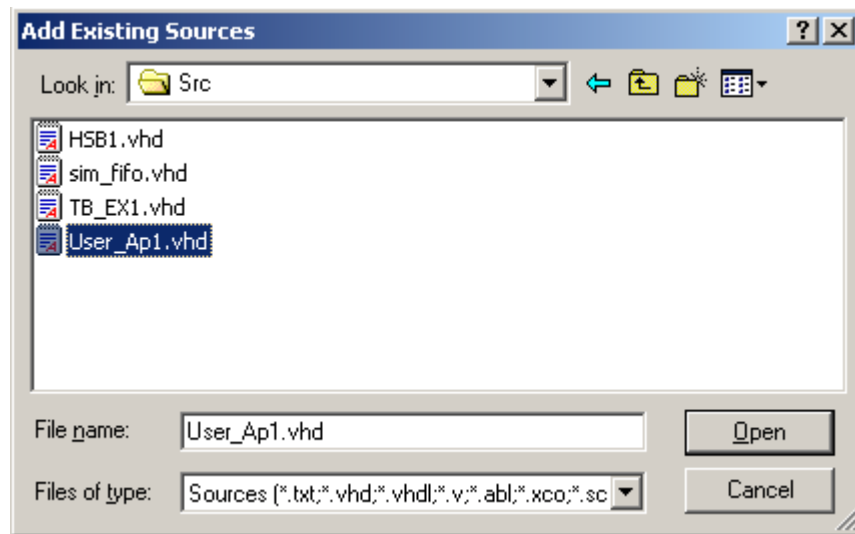 Add Existing Sources
Look in: Src
HSB1.vhd
sim_fifo.vhd
TB_EX1.vhd
User_Ap1.vhd
File name: User_Ap1.vhd Open
Files of type: Sources (*.txt;*.vhd;*.vhdl;*.v;*.abl;*.xco;*.sc Cancel